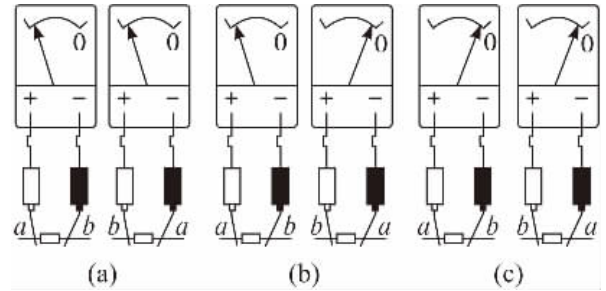 0 0 0 0 0 0
+ − + − + − + − + − + −
a b b a a b b a a b b a
(a) (b) (c)